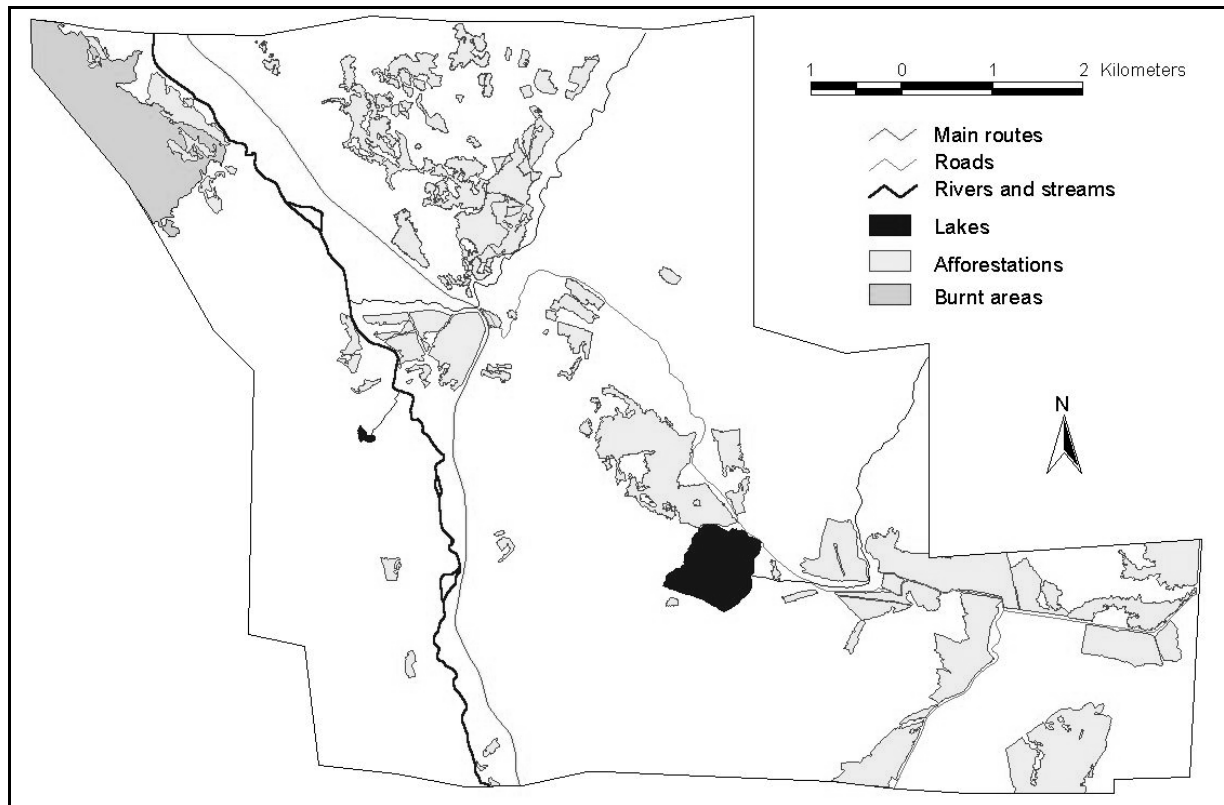 1 0 1 2 Kilometers
Main routes
Roads
Rivers and streams
Lakes
Afforestations
Burnt areas
N